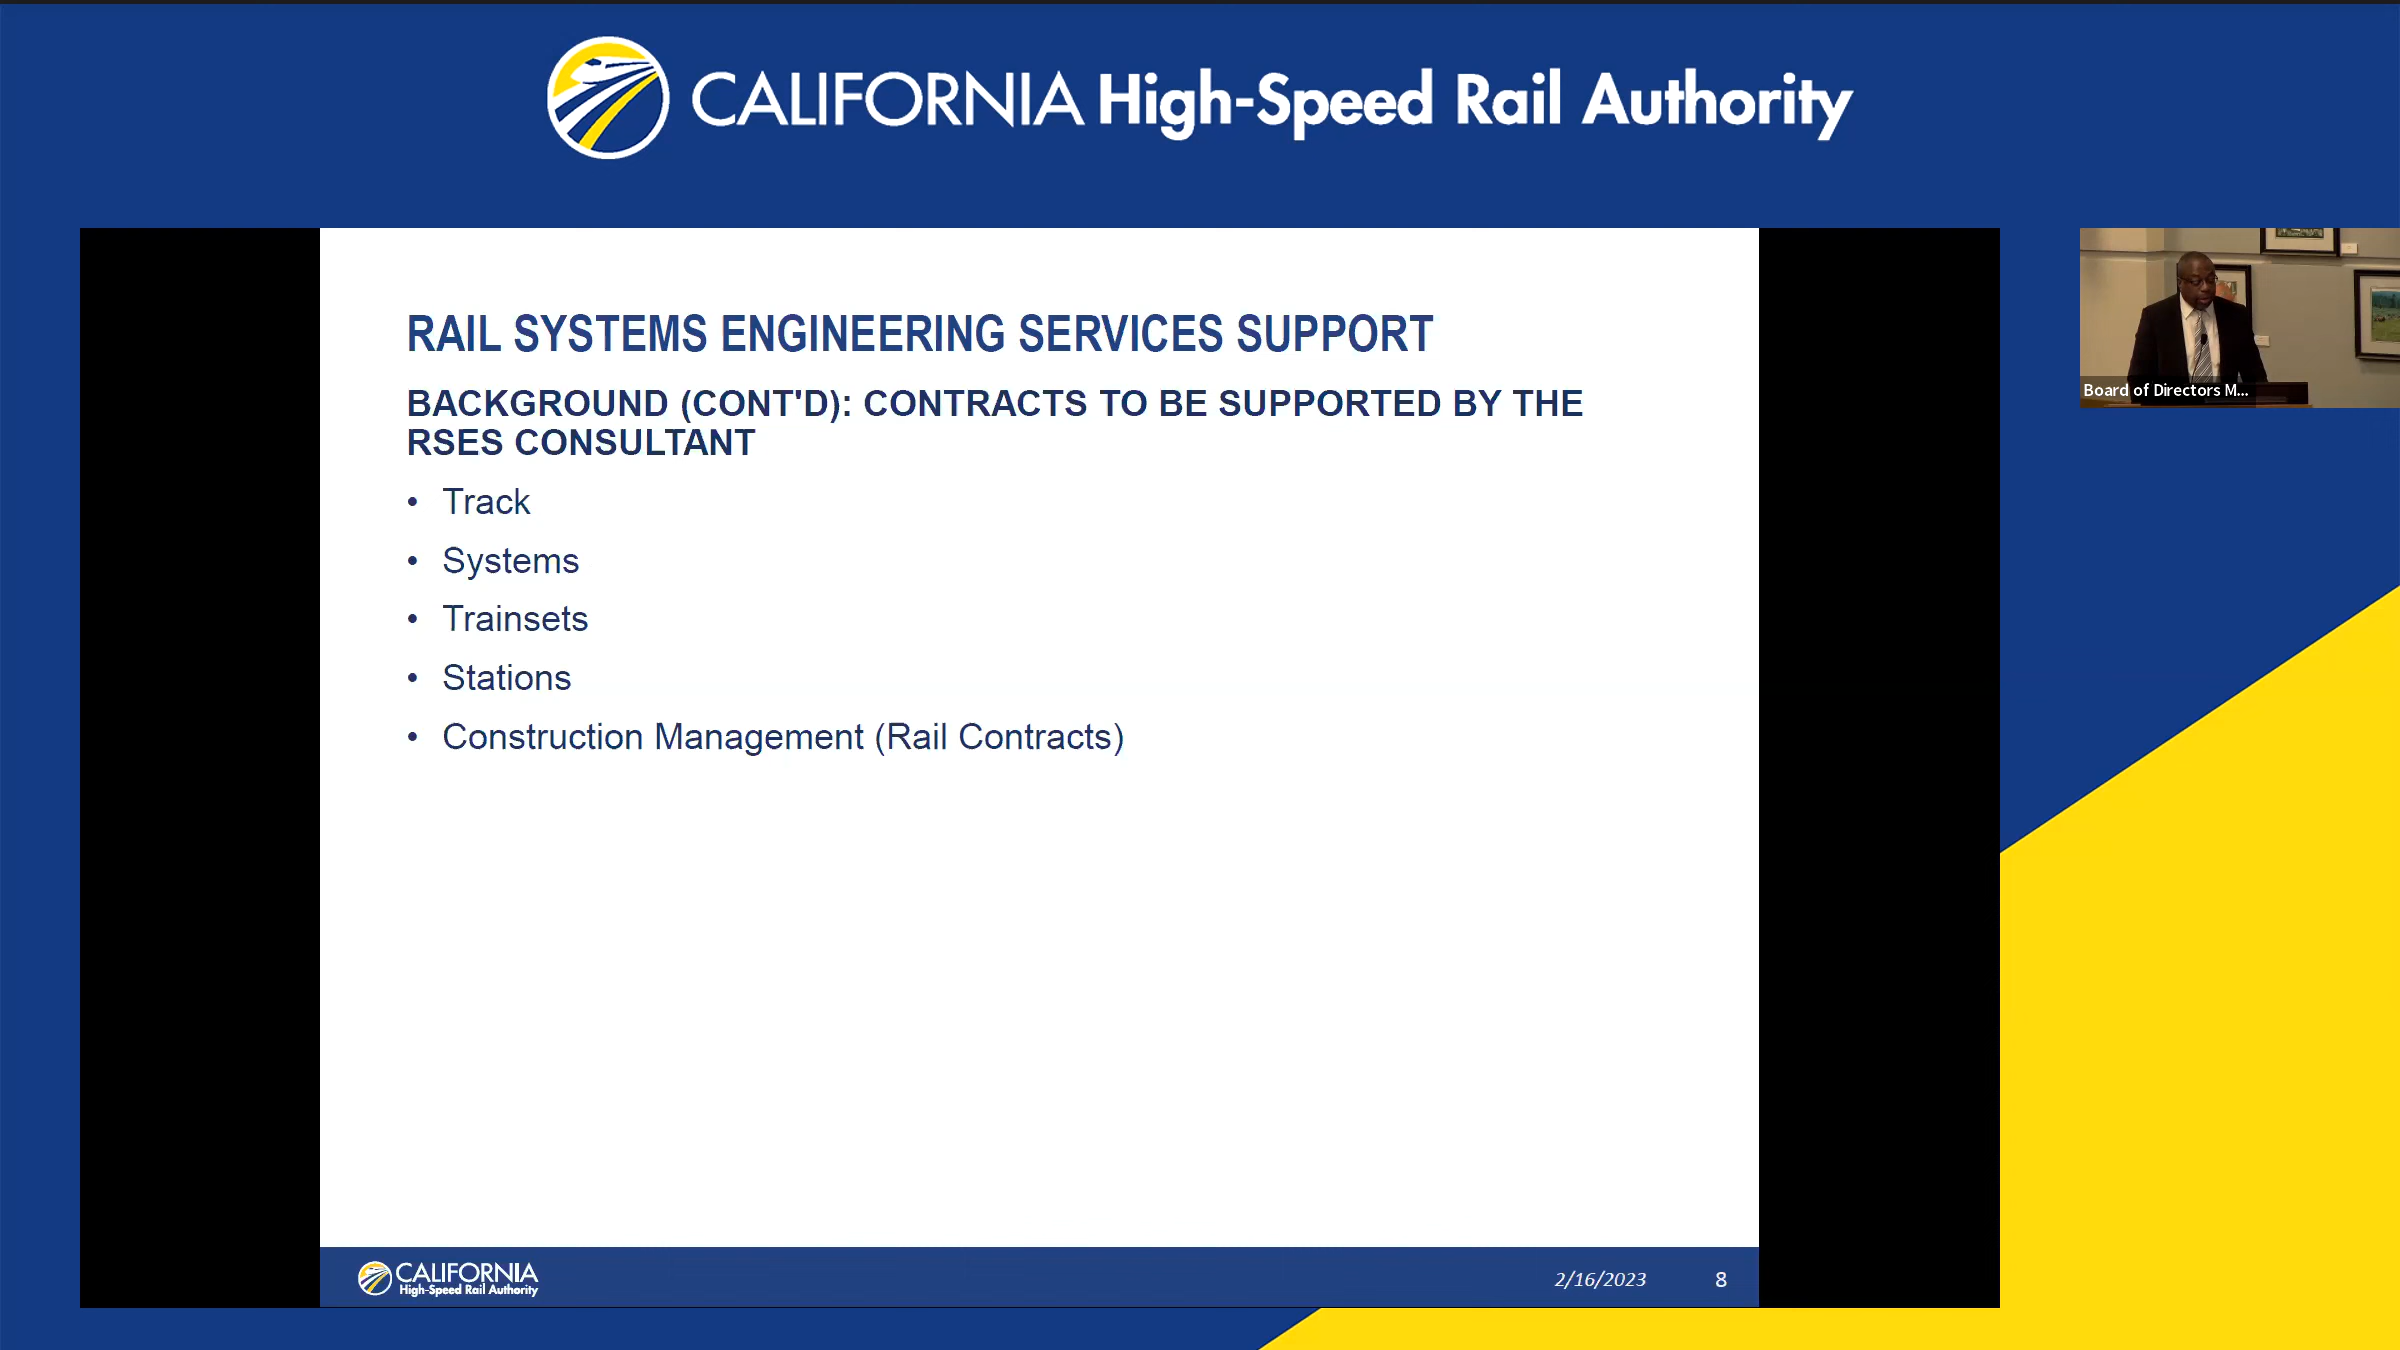 CALIFORNIA High-Speed Rail Authority
RAIL SYSTEMS ENGINEERING SERVICES SUPPORT
BACKGROUND (CONT'D): CONTRACTS TO BE SUPPORTED BY THE
RSES CONSULTANT
• Track
• Systems
• Trainsets
• Stations
• Construction Management (Rail Contracts)
Board of Directors M...
CALIFORNIA
High-Speed Rail Authority
2/16/2023 8